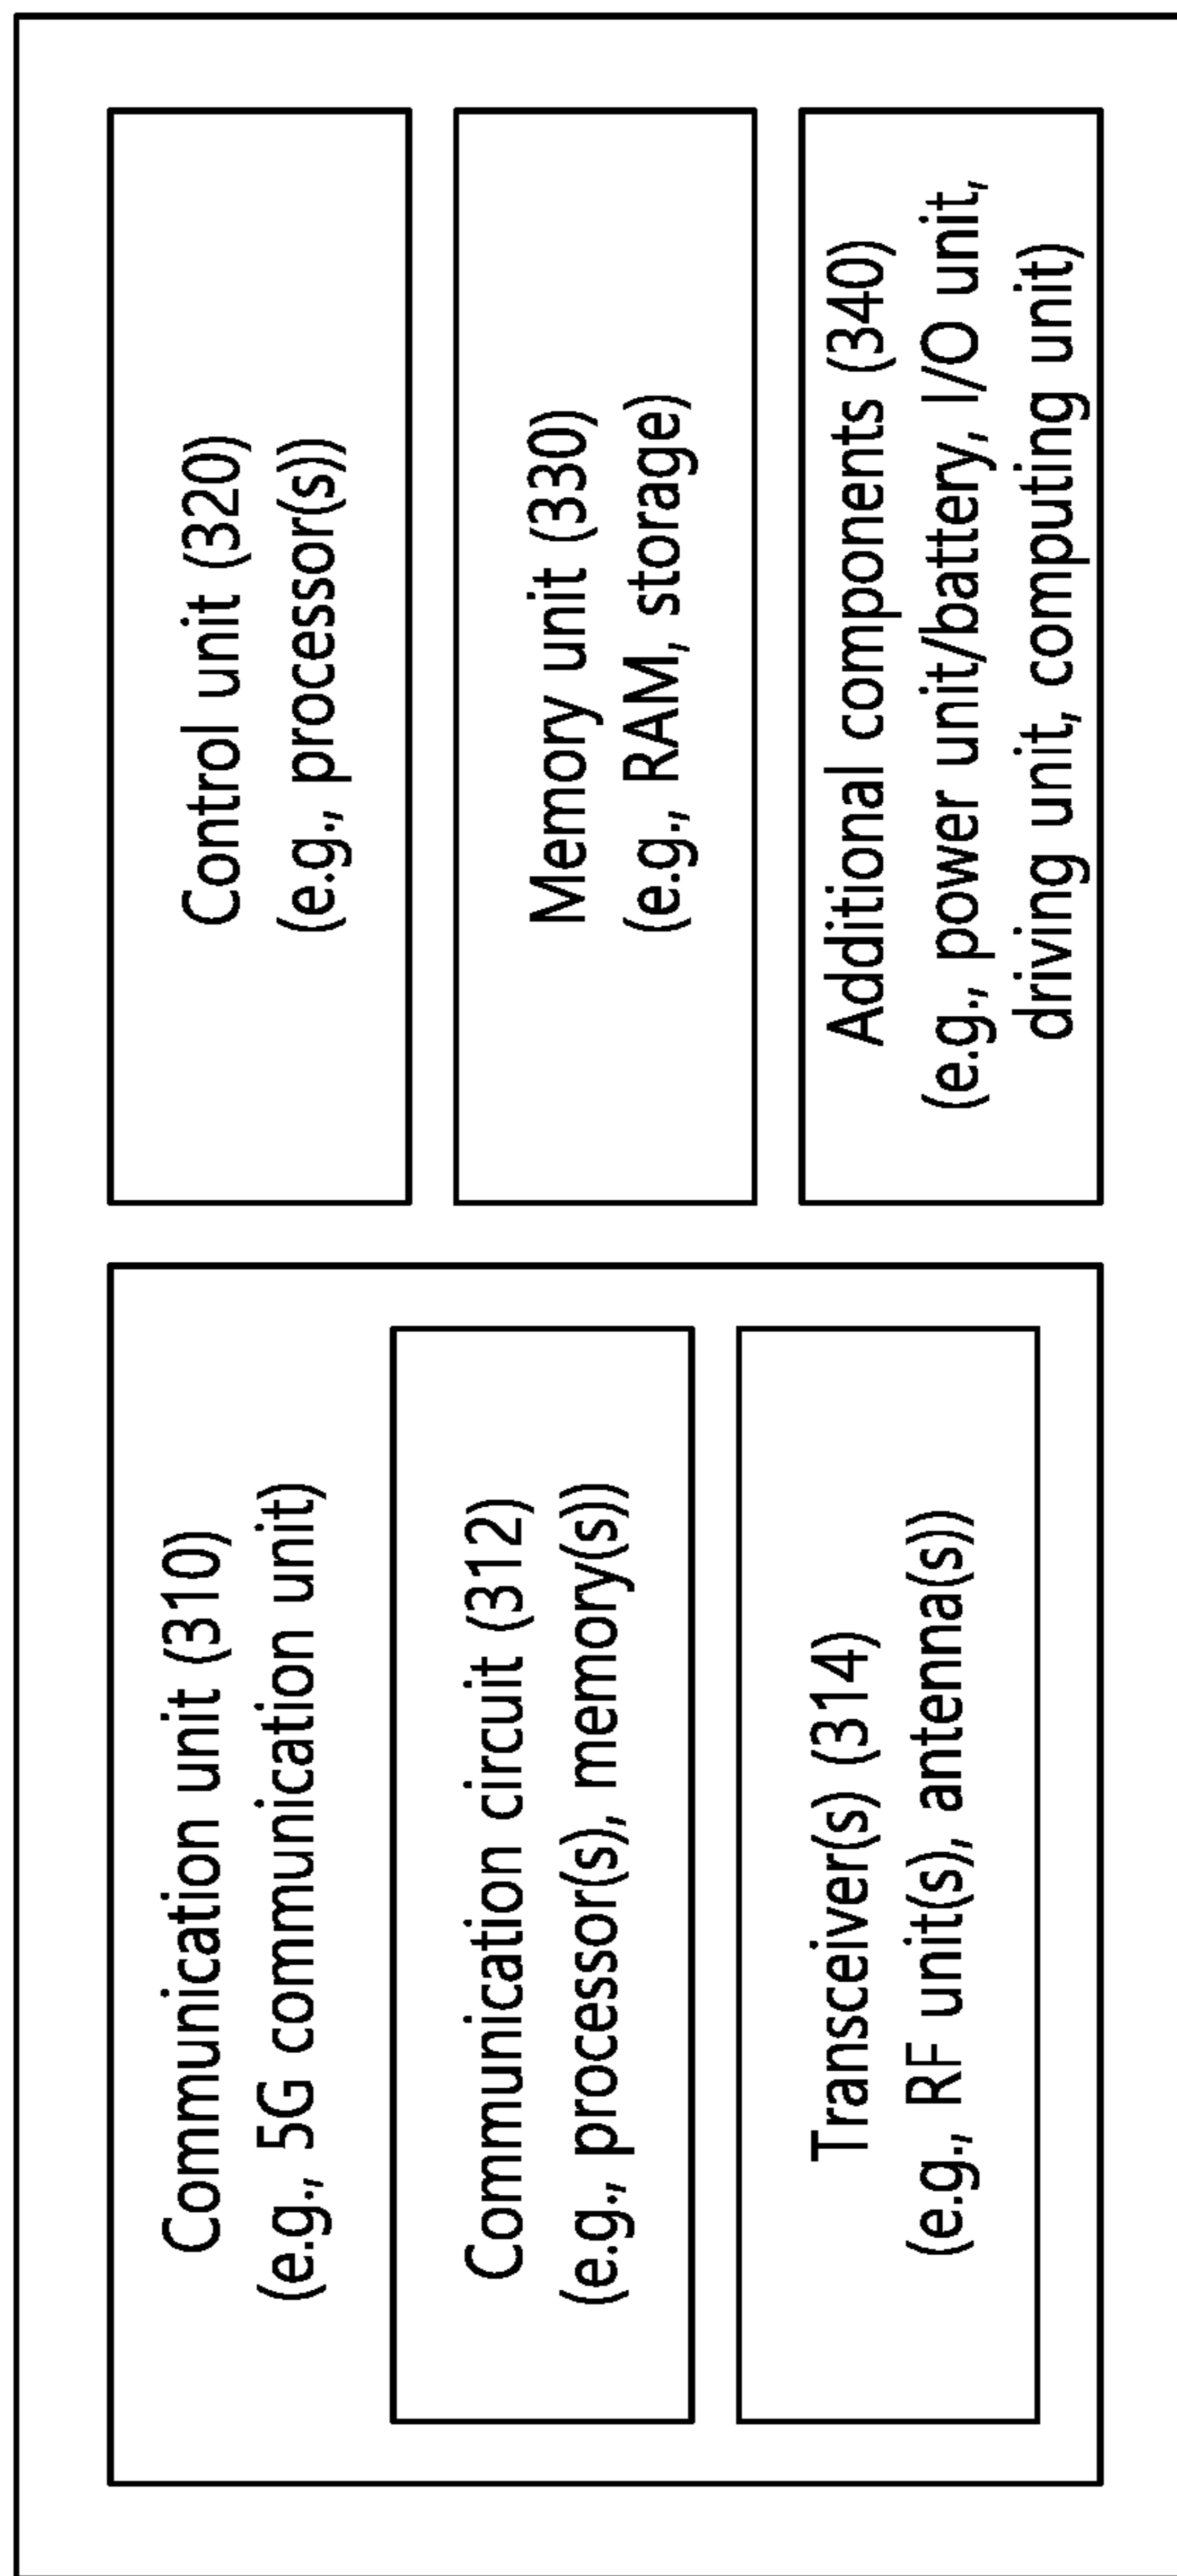 Communication unit (310)
(e.g., 5G communication unit)
Communication circuit (312)
(e.g., processor(s), memory(s))
Transceiver(s) (314)
(e.g., RF unit(s), antenna(s))
Control unit (320)
(e.g., processor(s))
Memory unit (330)
(e.g., RAM, storage)
Additional components (340)
(e.g., power unit/battery, I/O unit,
driving unit, computing unit)